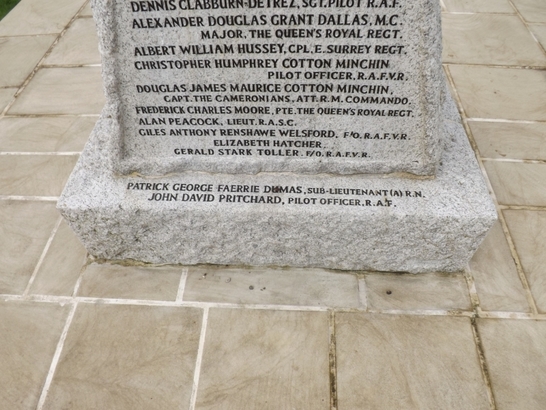 DENNIS CLABBURN-DETREZ, SGT. PILOT R.A.F.
ALEXANDER DOUGLAS GRANT DALLAS, M.C.
MAJOR, THE QUEEN'S ROYAL REGT.
ALBERT WILLIAM HUSSEY, CPL, E. SURREY REGT.
CHRISTOPHER HUMPHREY COTTON MINCHIN
PILOT OFFICER, R.A.F.V.R.
DOUGLAS JAMES MAURICE COTTON MINCHIN,
CAPT. THE CAMERONIANS, ATT. R.M. COMMANDO.
FREDERICK CHARLES MOORE, PTE. THE QUEEN'S ROYAL REGT.
ALAN PEACOCK, LIEUT. R.A.S.C.
GILES ANTHONY RENSHAWE WELSFORD, F/O. R.A.F.V.R.
ELIZABETH HATCHER.
GERALD STARK TOLLER, F/O. R.A.F.V.R.
PATRICK GEORGE FAERRIE DUMAS, SUB-LIEUTENANT (A) R.N.
JOHN DAVID PRITCHARD, PILOT OFFICER, R.A.F.